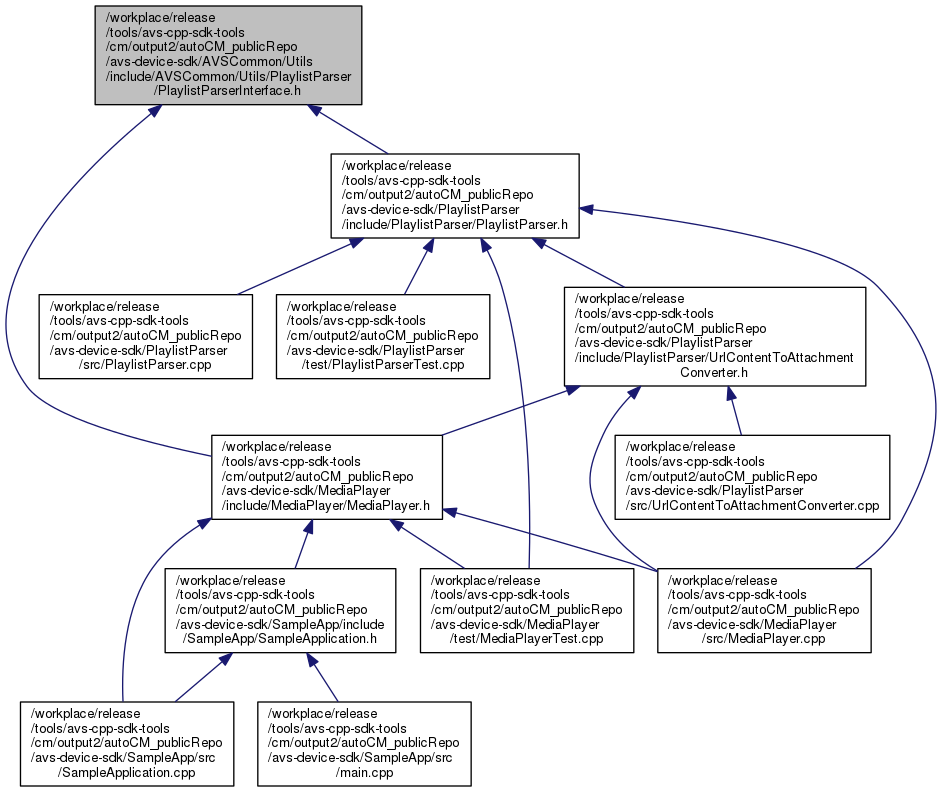 /workplace/release
/tools/avs-cpp-sdk-tools
/cm/output2/autoCM_publicRepo
/avs-device-sdk/AVSCommon/Utils
/include/AVSCommon/Utils/PlaylistParser
/PlaylistParserInterface.h
/workplace/release
/tools/avs-cpp-sdk-tools
/cm/output2/autoCM_publicRepo
/avs-device-sdk/PlaylistParser
/include/PlaylistParser/PlaylistParser.h
/workplace/release
/tools/avs-cpp-sdk-tools
/cm/output2/autoCM_publicRepo
/avs-device-sdk/PlaylistParser
/src/PlaylistParser.cpp
/workplace/release
/tools/avs-cpp-sdk-tools
/cm/output2/autoCM_publicRepo
/avs-device-sdk/PlaylistParser
/test/PlaylistParserTest.cpp
/workplace/release
/tools/avs-cpp-sdk-tools
/cm/output2/autoCM_publicRepo
/avs-device-sdk/PlaylistParser
/include/PlaylistParser/UrlContentToAttachment
Converter.h
/workplace/release
/tools/avs-cpp-sdk-tools
/cm/output2/autoCM_publicRepo
/avs-device-sdk/MediaPlayer
/include/MediaPlayer/MediaPlayer.h
/workplace/release
/tools/avs-cpp-sdk-tools
/cm/output2/autoCM_publicRepo
/avs-device-sdk/PlaylistParser
/src/UrlContentToAttachmentConverter.cpp
/workplace/release
/tools/avs-cpp-sdk-tools
/cm/output2/autoCM_publicRepo
/avs-device-sdk/SampleApp/include
/SampleApp/SampleApplication.h
/workplace/release
/tools/avs-cpp-sdk-tools
/cm/output2/autoCM_publicRepo
/avs-device-sdk/MediaPlayer
/test/MediaPlayerTest.cpp
/workplace/release
/tools/avs-cpp-sdk-tools
/cm/output2/autoCM_publicRepo
/avs-device-sdk/MediaPlayer
/src/MediaPlayer.cpp
/workplace/release
/tools/avs-cpp-sdk-tools
/cm/output2/autoCM_publicRepo
/avs-device-sdk/SampleApp/src
/SampleApplication.cpp
/workplace/release
/tools/avs-cpp-sdk-tools
/cm/output2/autoCM_publicRepo
/avs-device-sdk/SampleApp/src
/main.cpp